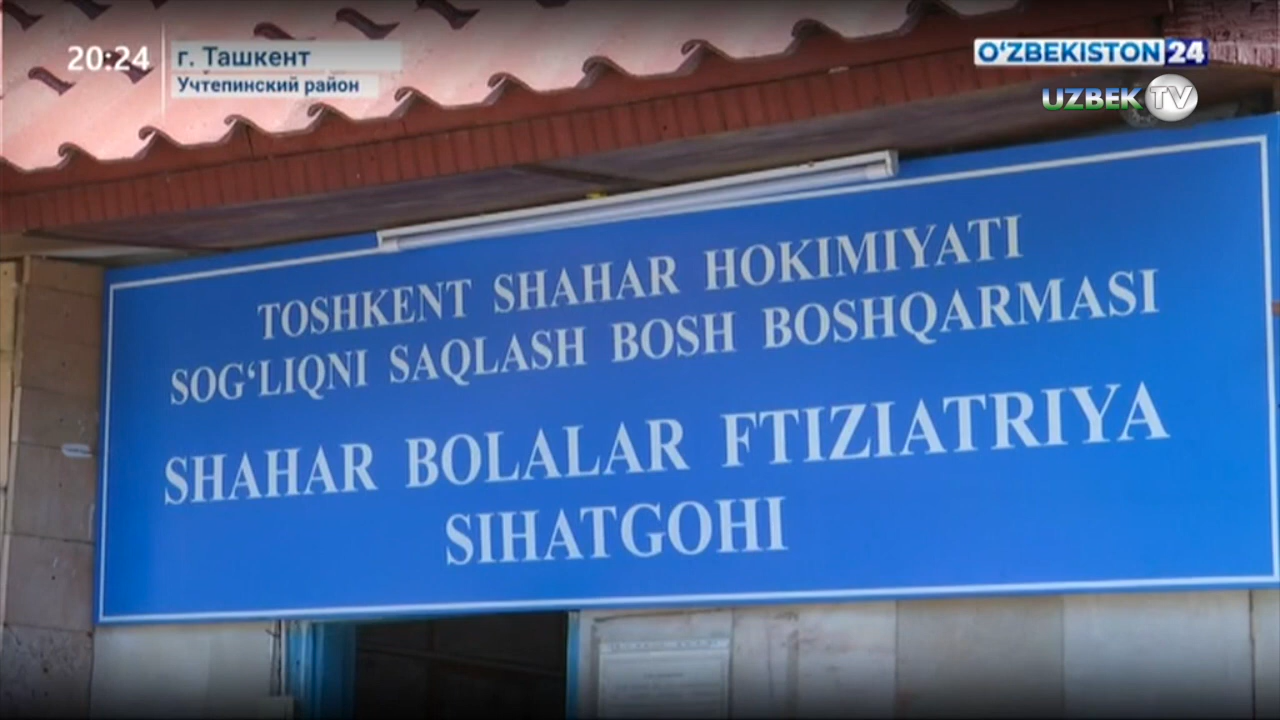 20:24
г. Ташкент
Учтепинский район
O‘ZBEKISTON 24
UZBEK TV
TOSHKENT SHAHAR HOKIMIYATI
SOG‘LIQNI SAQLASH BOSH BOSHQARMASI
SHAHAR BOLALAR FTIZIATRIYA
SIHATGOHI